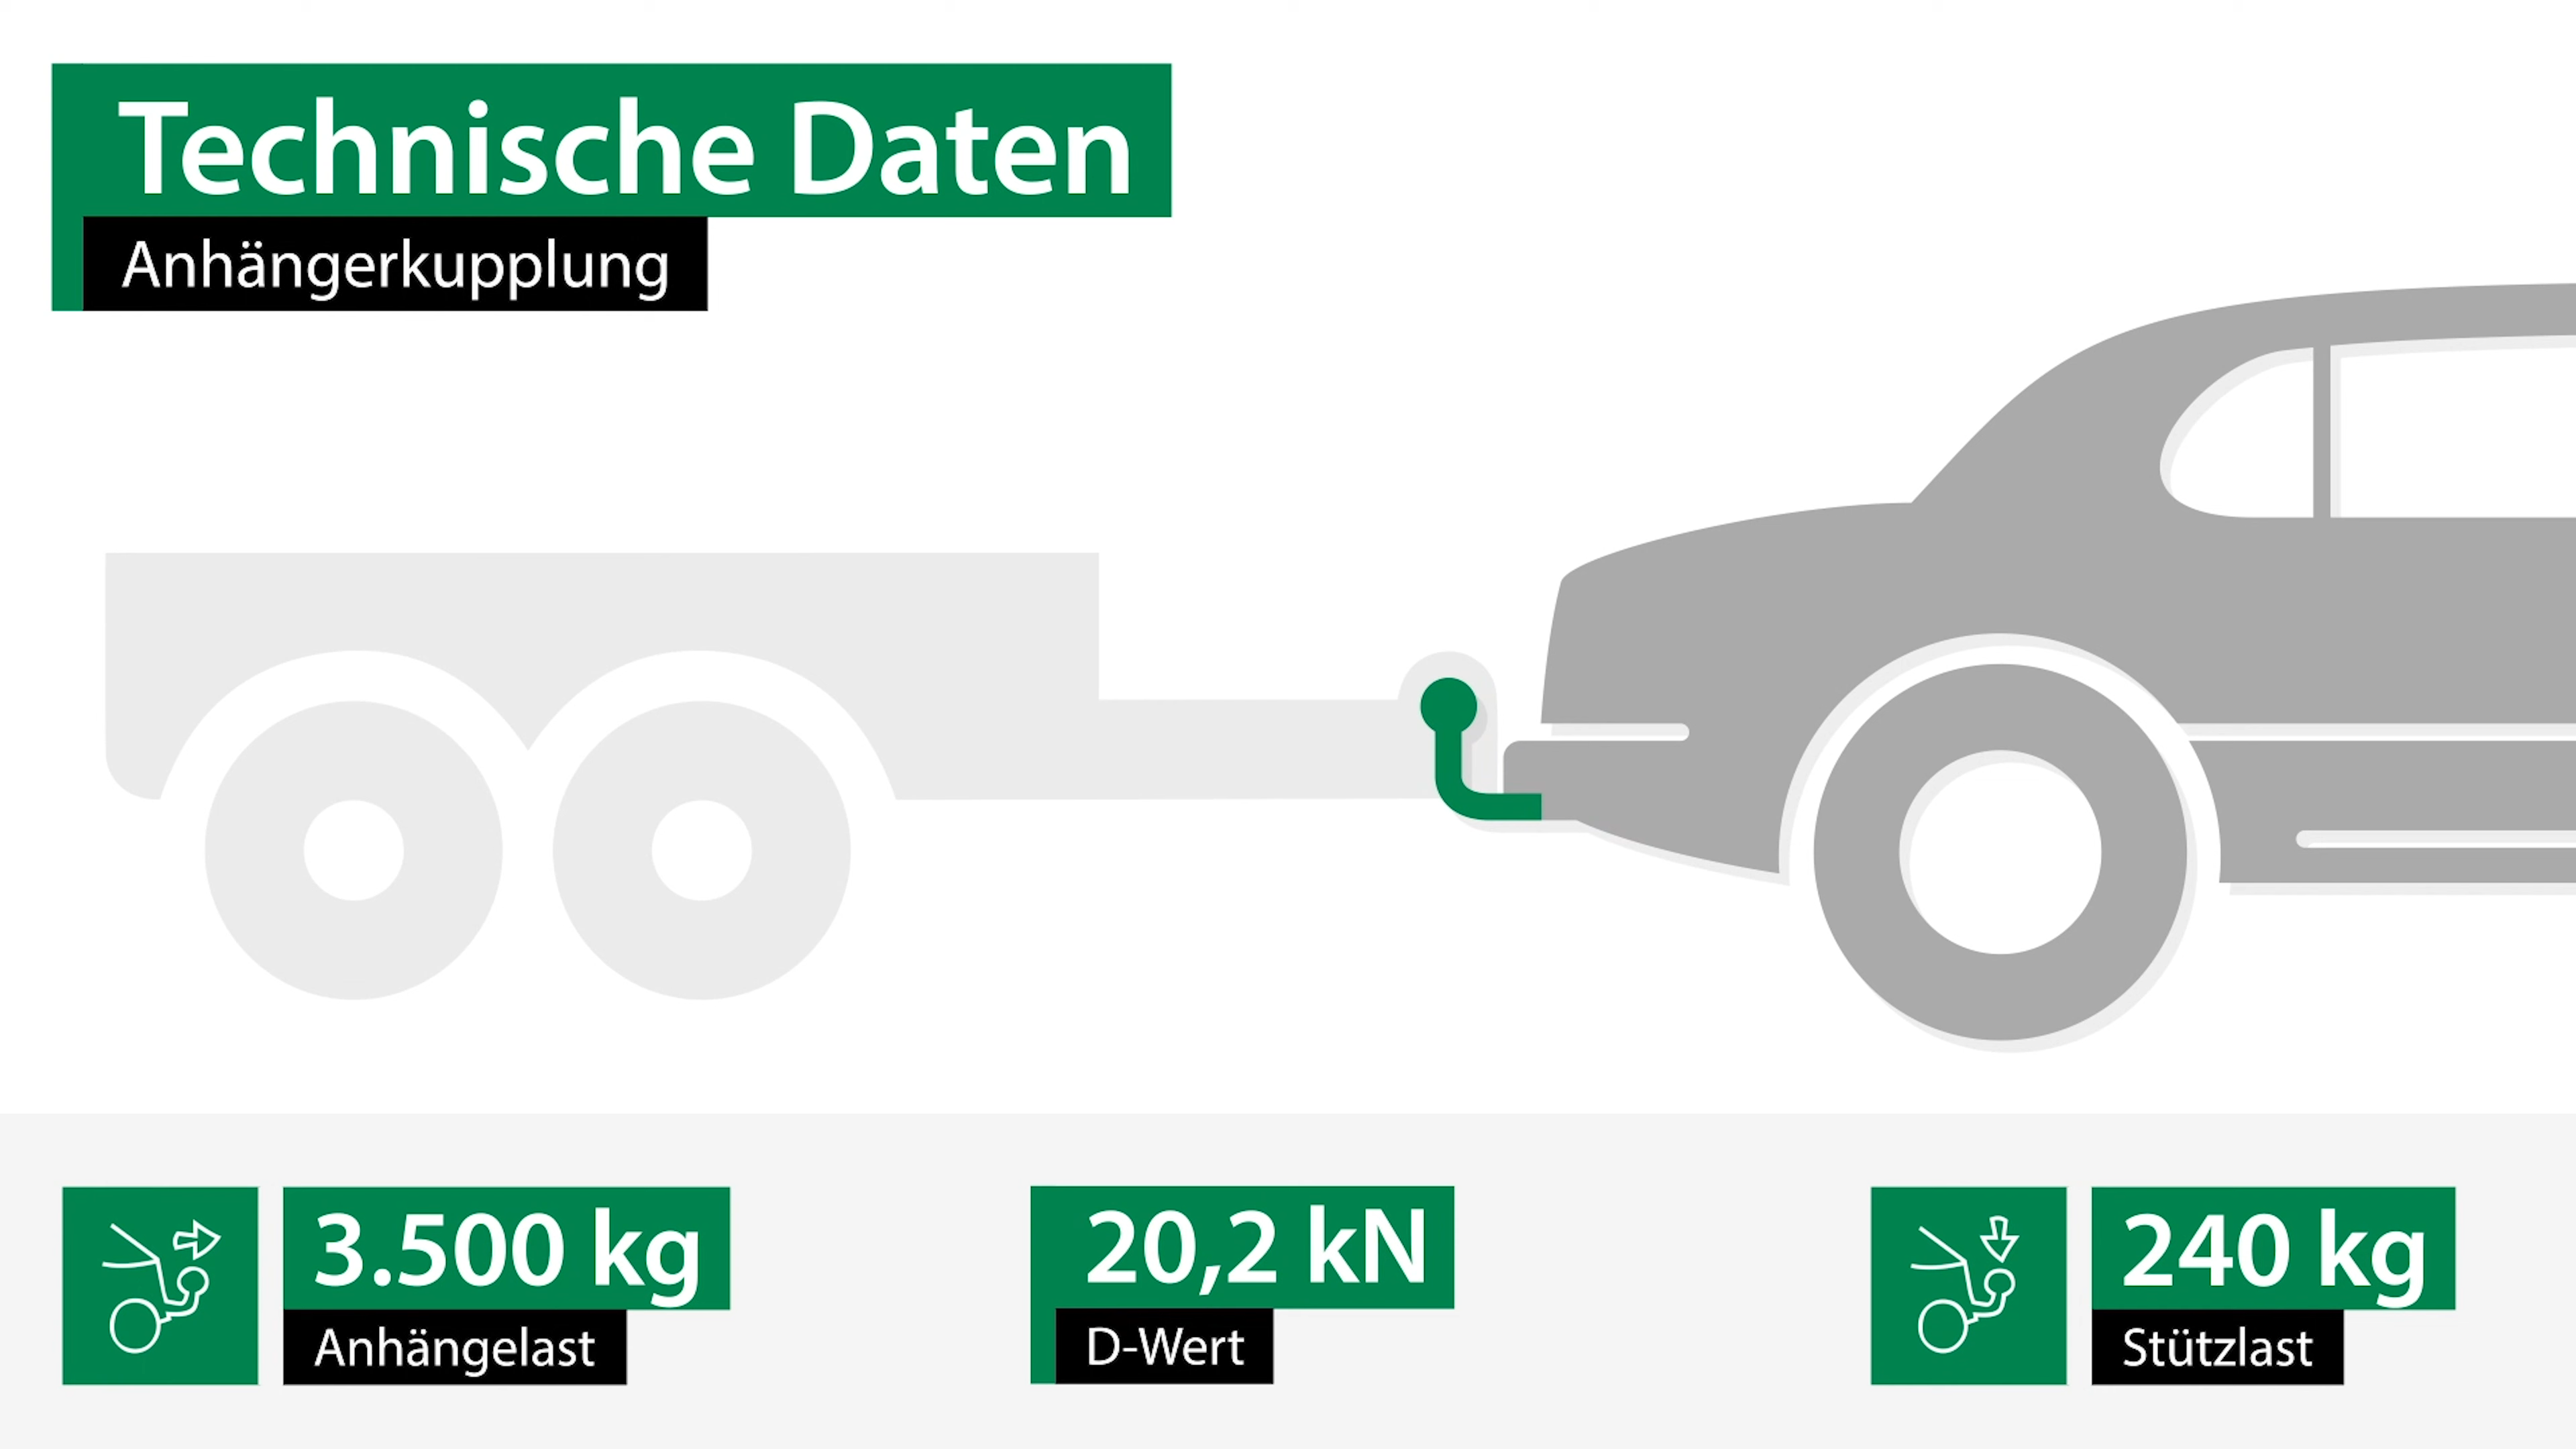 Technische Daten
Anhängerkupplung
3.500 kg
Anhängelast
20,2 kN
D-Wert
240 kg
Stützlast